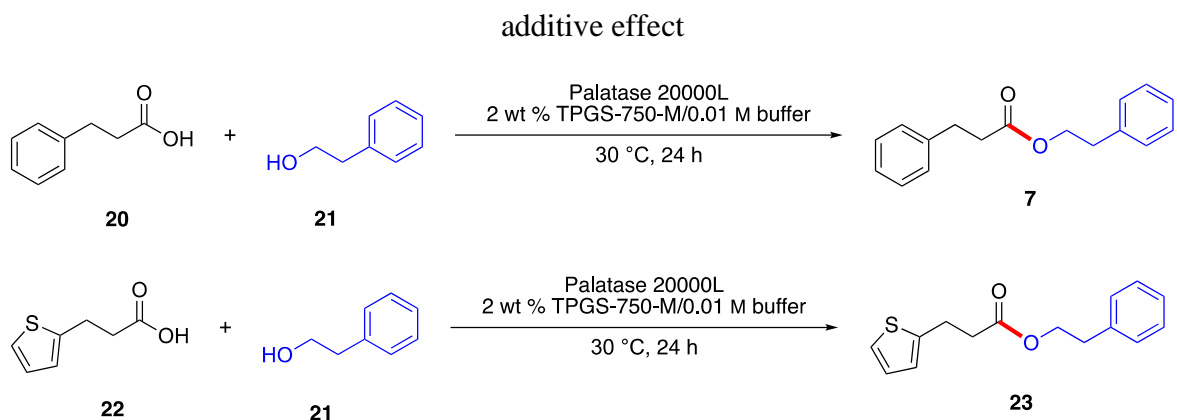 additive effect
O
OH
+
HO
Palatase 20000L
2 wt % TPGS-750-M/0.01 M buffer
30 °C, 24 h
O
O
20
21
7
S
O
OH
+
HO
Palatase 20000L
2 wt % TPGS-750-M/0.01 M buffer
30 °C, 24 h
S
O
O
22
21
23